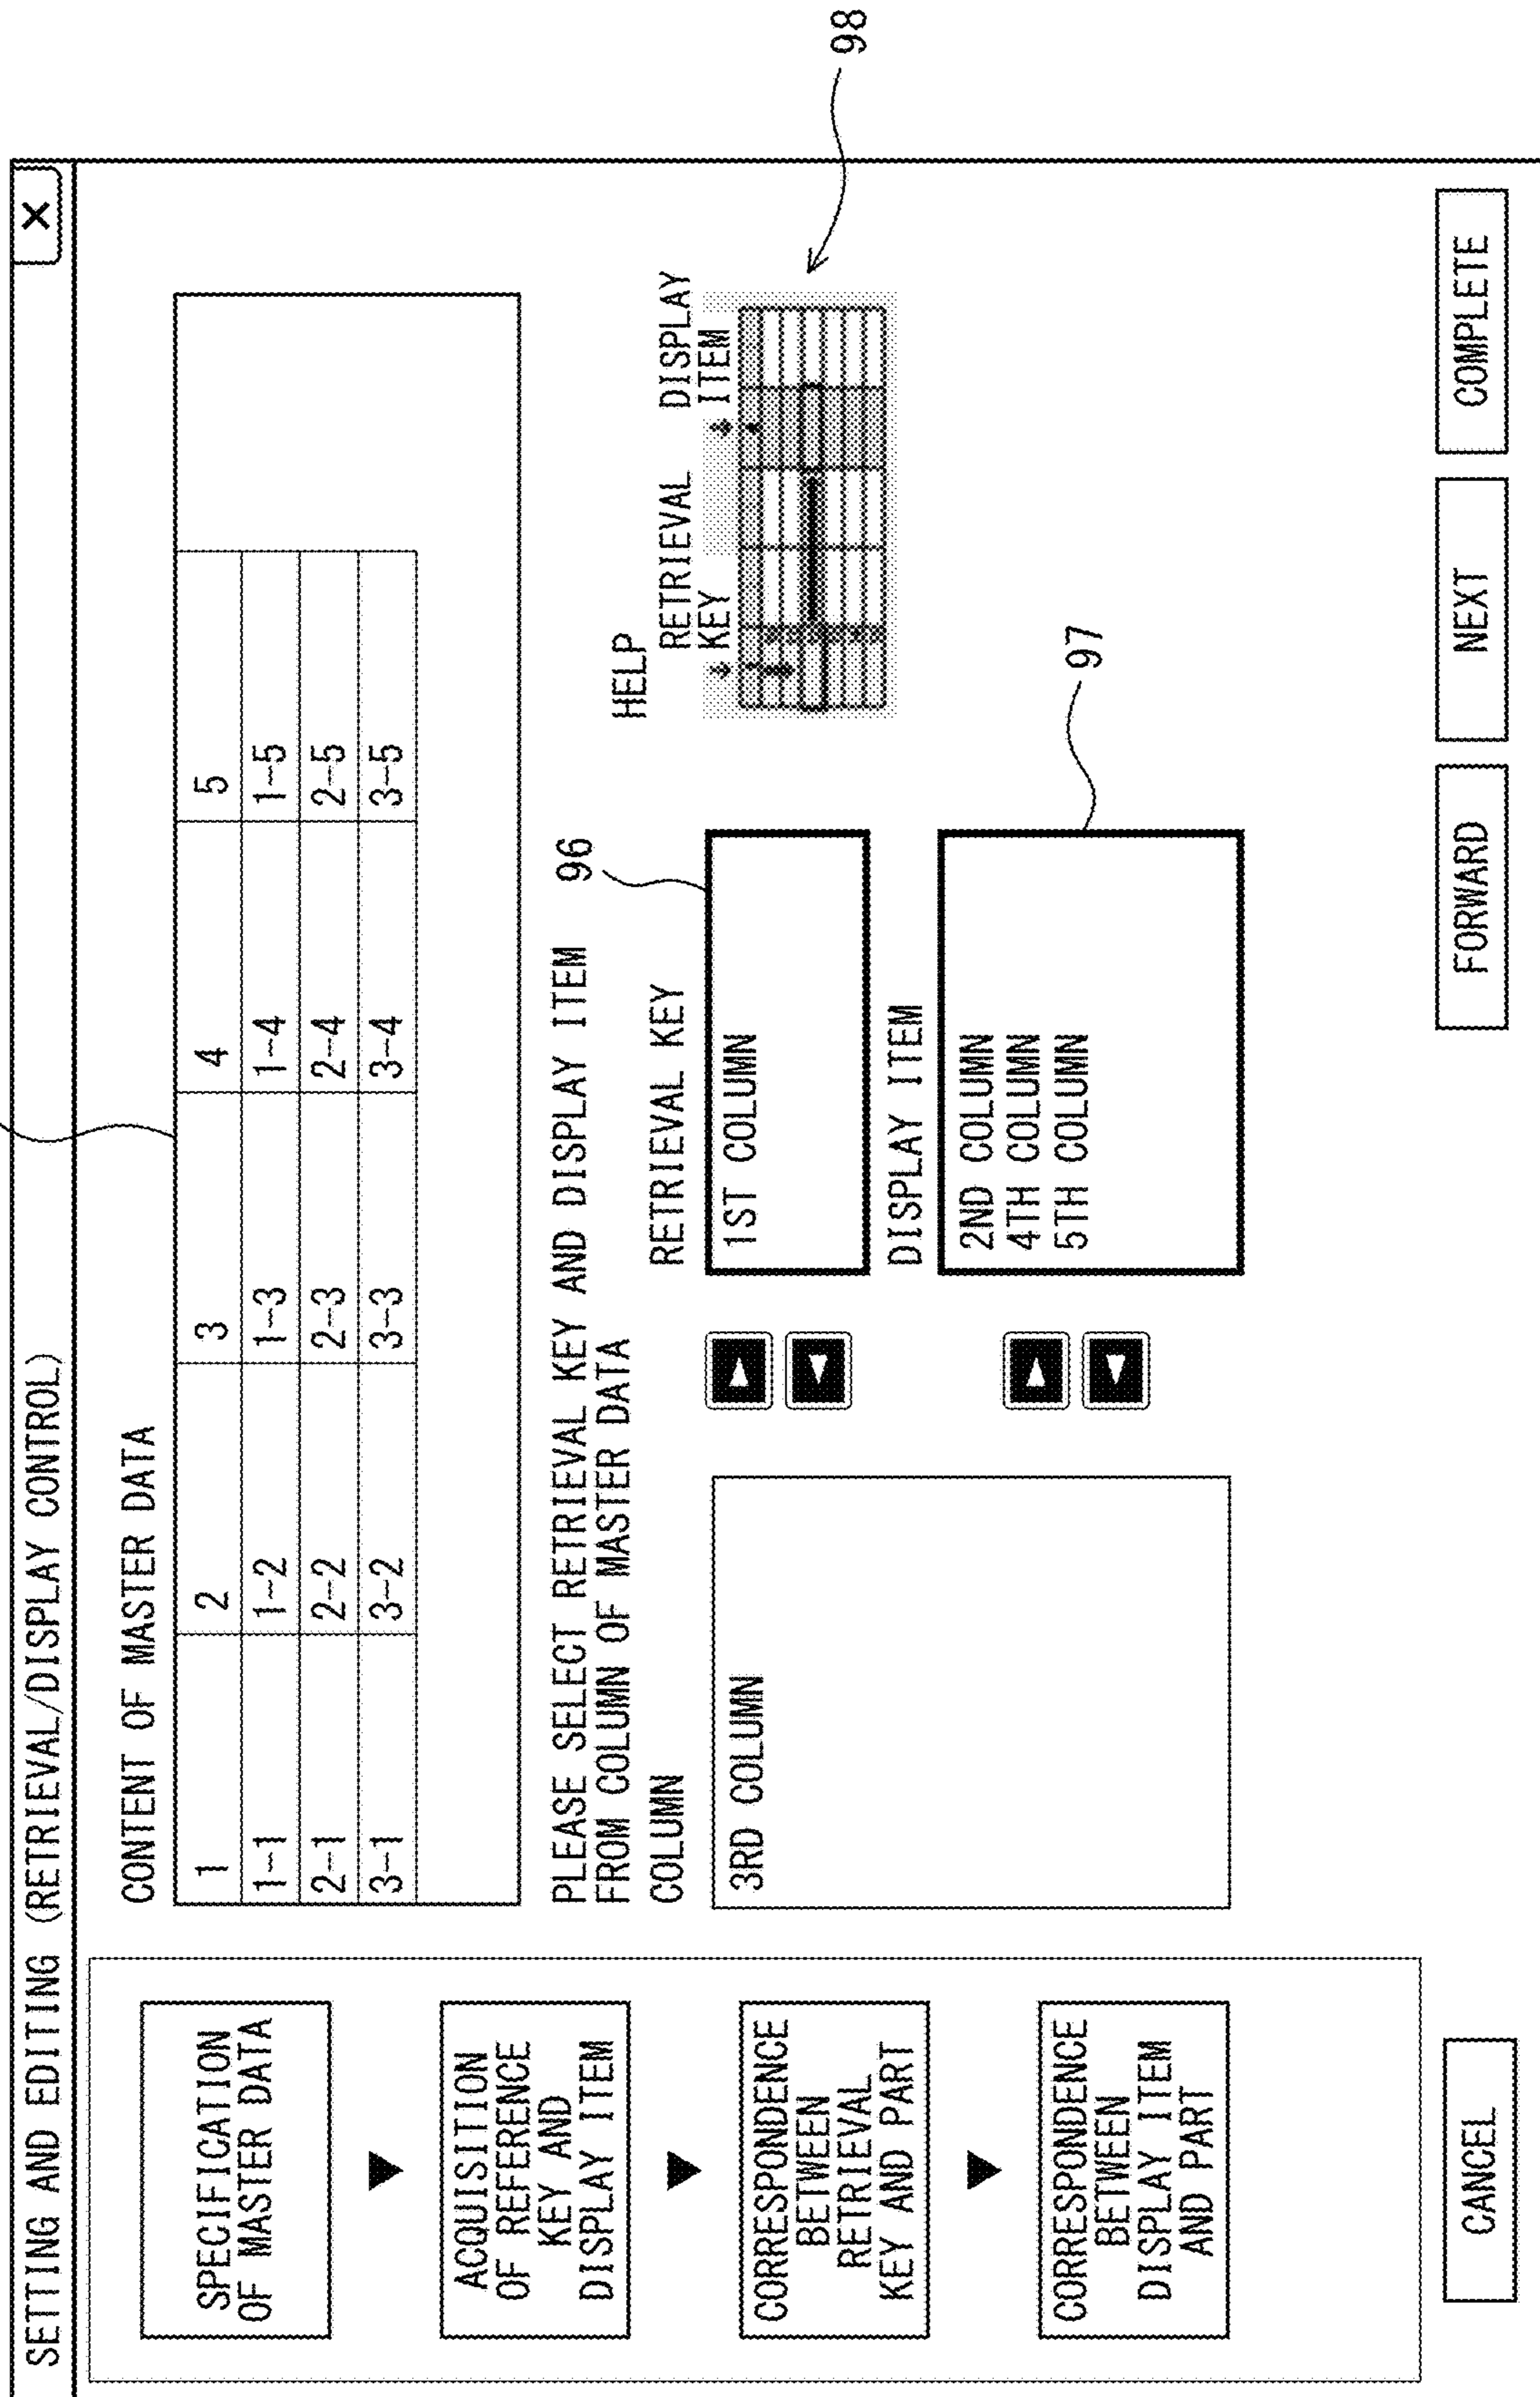 SETTING AND EDITING (RETRIEVAL/DISPLAY CONTROL)
X
SPECIFICATION
OF MASTER DATA
ACQUISITION
OF REFERENCE
KEY AND
DISPLAY ITEM
CORRESPONDENCE
BETWEEN
RETRIEVAL
KEY AND PART
CORRESPONDENCE
BETWEEN
DISPLAY ITEM
AND PART
CONTENT OF MASTER DATA
1 2 3 4 5
1-1 1-2 1-3 1-4 1-5
2-1 2-2 2-3 2-4 2-5
3-1 3-2 3-3 3-4 3-5
PLEASE SELECT RETRIEVAL KEY AND DISPLAY ITEM
FROM COLUMN OF MASTER DATA
COLUMN
3RD COLUMN
RETRIEVAL KEY
96
1ST COLUMN
DISPLAY ITEM
2ND COLUMN
4TH COLUMN
5TH COLUMN
97
HELP
RETRIEVAL
KEY
DISPLAY
ITEM
98
CANCEL
FORWARD
NEXT
COMPLETE